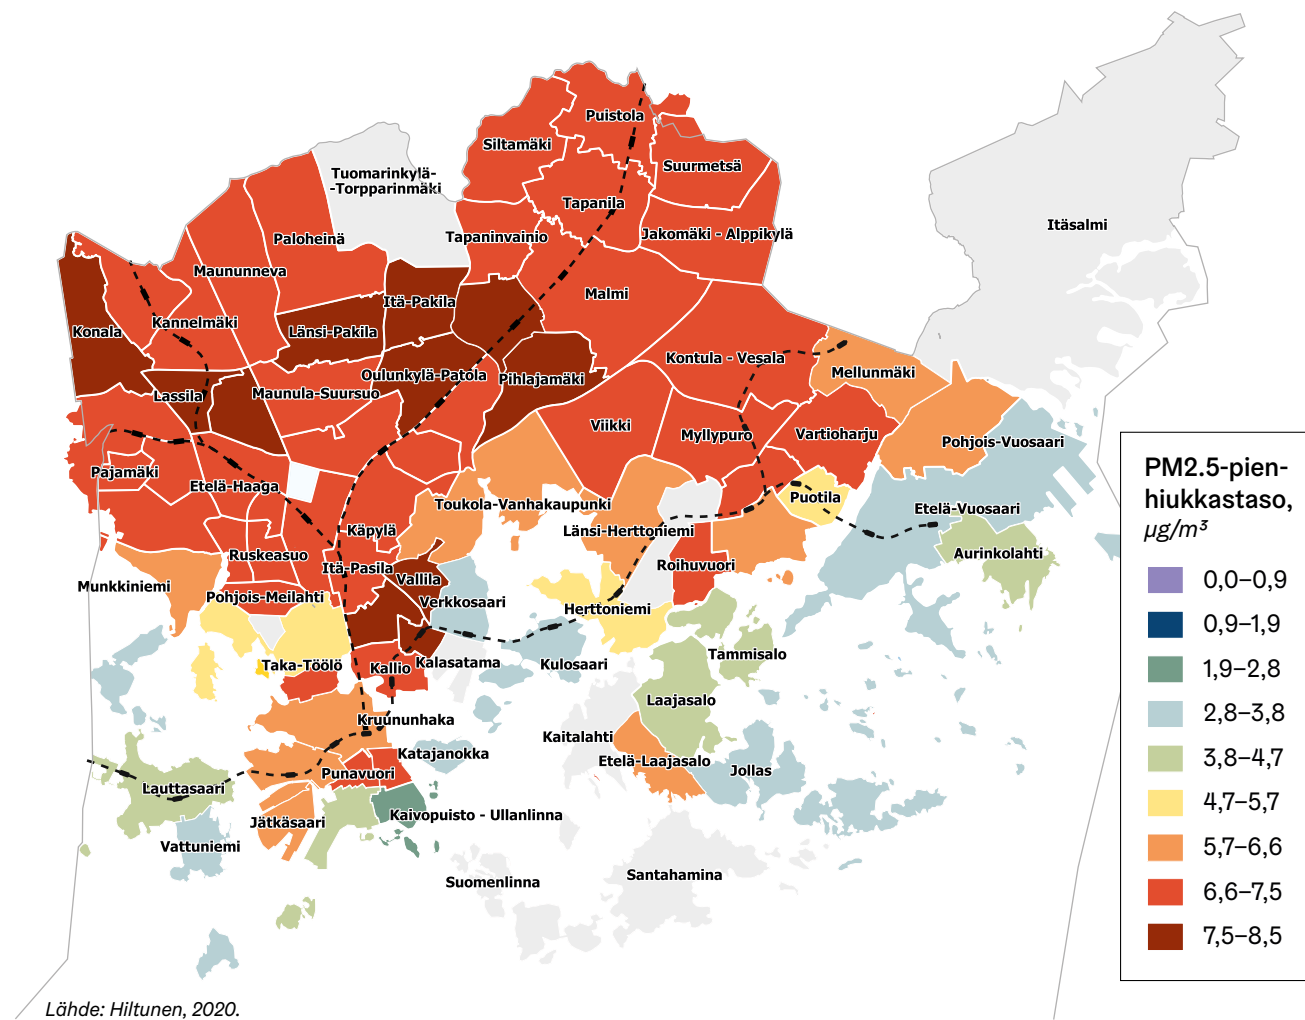 Puistola
Siltamäki
Suurmetsä
Tuomarinkylä-
-Torpparinmäki
Tapanila
Itäsalmi
Paloheinä
Tapaninvainio
Jakomäki - Alppikylä
Maununneva
Malmi
Itä-Pakila
Kannelmäki
Konala
Länsi-Pakila
Kontula - Vesala
Mellunmäki
Oulunkylä-Patola
Pihlajamäki
Lassila
Maunula-Suursuo
Viikki
Myllypuro
Vartioharju
Pohjois-Vuosaari
Pajamäki
Etelä-Haaga
Puotila
Toukola-Vanhakaupunki
Etelä-Vuosaari
Käpylä
Länsi-Herttoniemi
Ruskeasuo
Aurinkolahti
Itä-Pasila
Roihuvuori
Vallila
Munkkiniemi
Pohjois-Meilahti
Verkkosaari
Herttoniemi
Tammisalo
Taka-Töölö
Kallio
Kalasatama
Kulosaari
Laajasalo
Kruununhaka
Kaitalahti
Katajanokka
Etelä-Laajasalo
Punavuori
Jollas
Lauttasaari
Kaivopuisto - Ullanlinna
Jätkäsaari
Vattuniemi
Santahamina
Suomenlinna
PM2.5-pien-
hiukkastaso,
µg/m³
0,0–0,9
0,9–1,9
1,9–2,8
2,8–3,8
3,8–4,7
4,7–5,7
5,7–6,6
6,6–7,5
7,5–8,5
Lähde: Hiltunen, 2020.